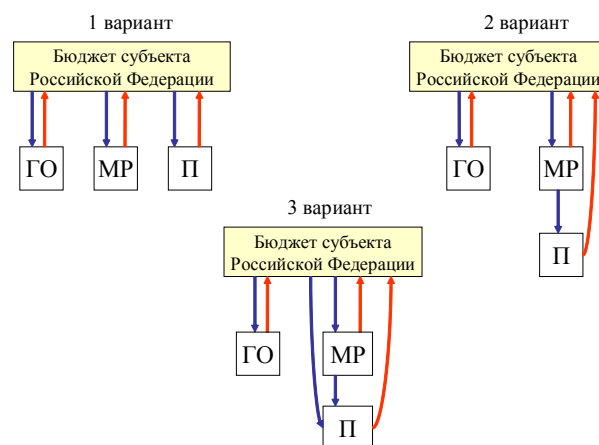 1 вариант
Бюджет субъекта
Российской Федерации
ГО
МР
П
2 вариант
Бюджет субъекта
Российской Федерации
ГО
МР
П
3 вариант
Бюджет субъекта
Российской Федерации
ГО
МР
П